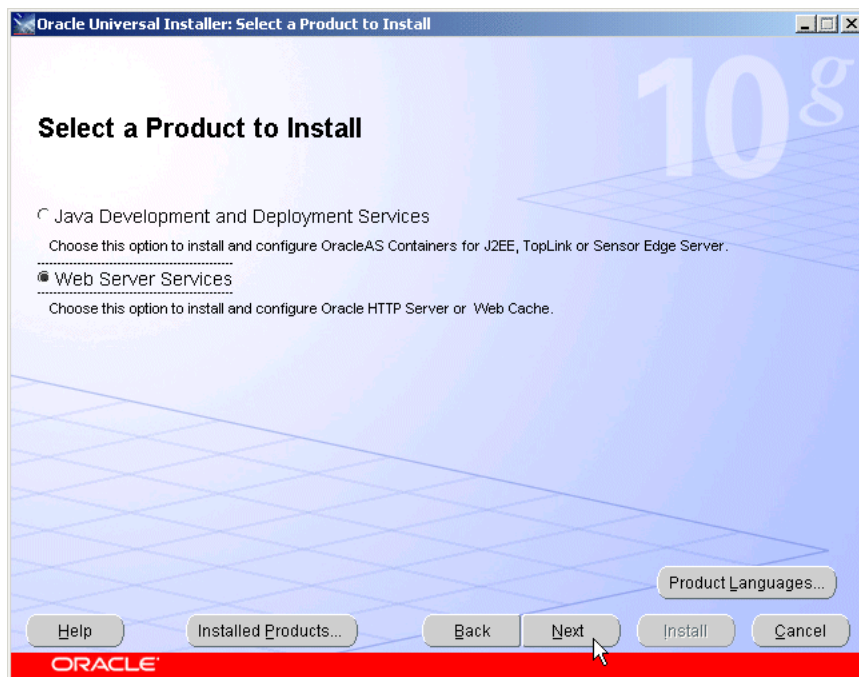 Oracle Universal Installer: Select a Product to Install
10g
Select a Product to Install
Java Development and Deployment Services
Choose this option to install and configure OracleAS Containers for J2EE, TopLink or Sensor Edge Server.
Web Server Services
Choose this option to install and configure Oracle HTTP Server or Web Cache.
Product Languages...
Help Installed Products... Back Next Install Cancel
ORACLE